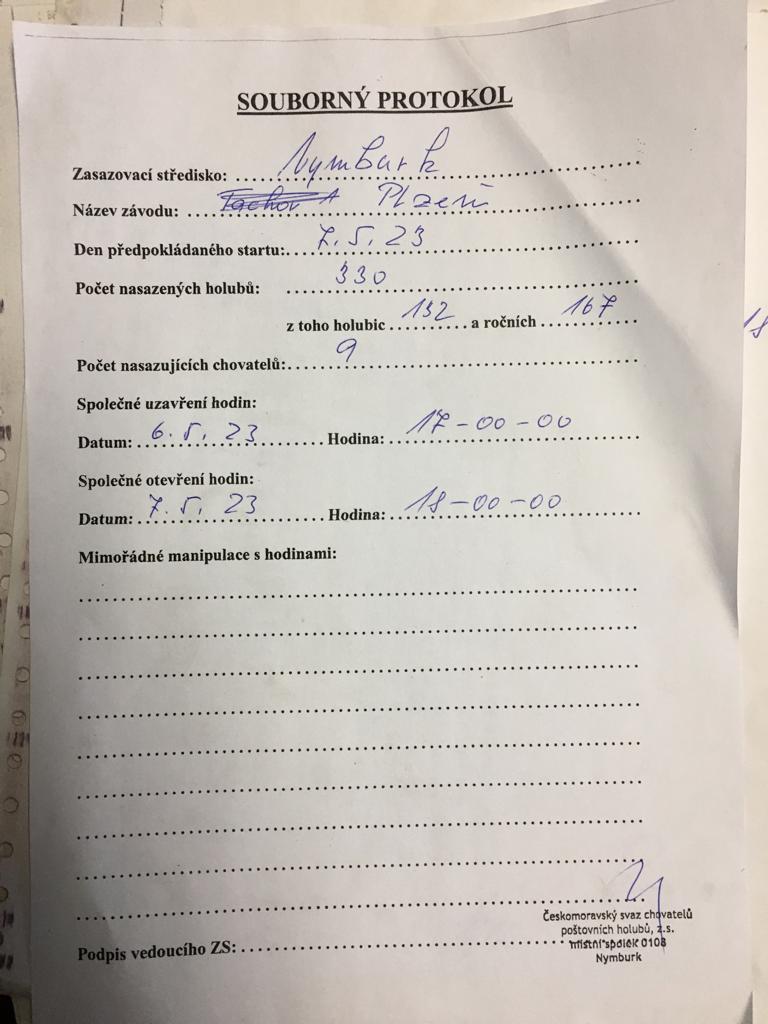 SOUBORNÝ PROTOKOL
Zasazovací středisko: Nymburk
Název závodu: Tachov A Plzeň
Den předpokládaného startu: 7.5.23
Počet nasazených holubů: 330
z toho holubic 132 a ročních 167
Počet nasazujících chovatelů: 9
Společné uzavření hodin:
Datum: 6.5.23 Hodina: 17-00-00
Společné otevření hodin:
Datum: 7.5.23 Hodina: 18-00-00
Mimořádné manipulace s hodinami:
Českomoravský svaz chovatelů
poštovních holubů, z.s.
Podpis vedoucího ZS: místní spolek 0108
Nymburk
18